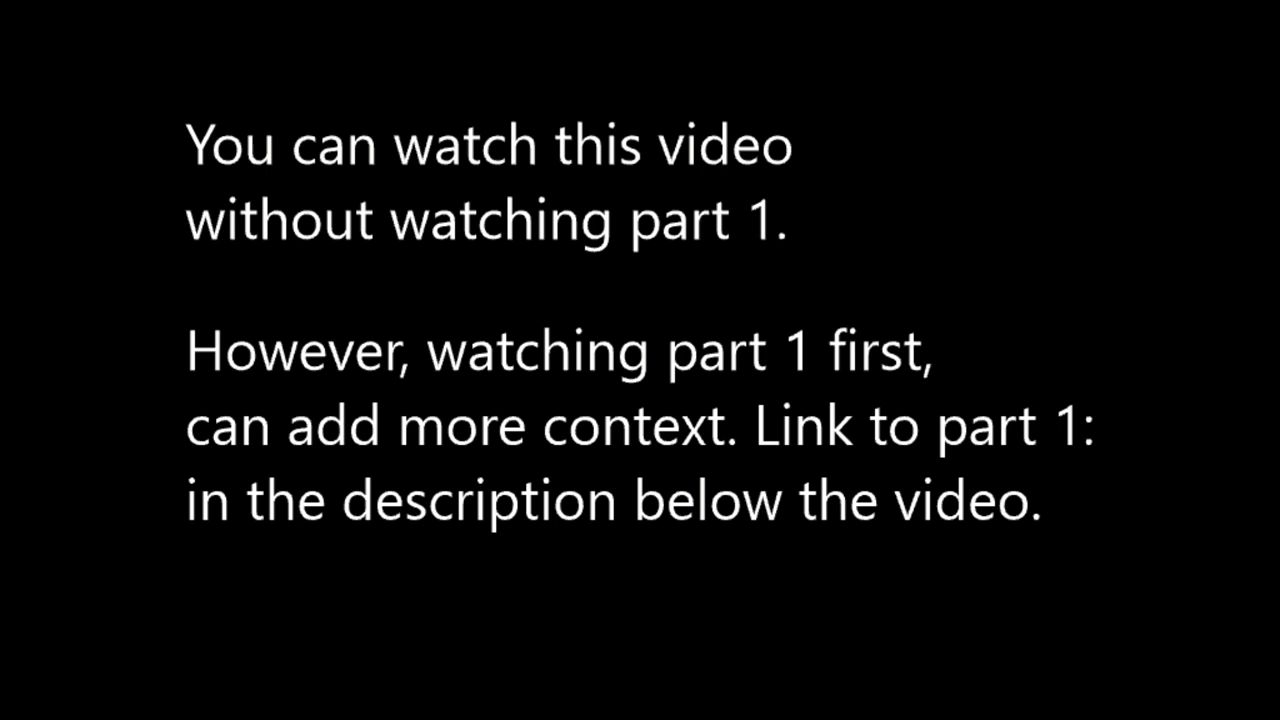 You can watch this video
without watching part 1.
However, watching part 1 first,
can add more context. Link to part 1:
in the description below the video.